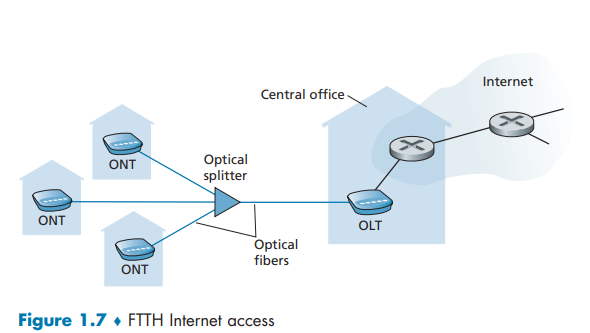 Internet
Central office
ONT
Optical
splitter
ONT
OLT
Optical
fibers
ONT
Figure 1.7 ♦ FTTH Internet access